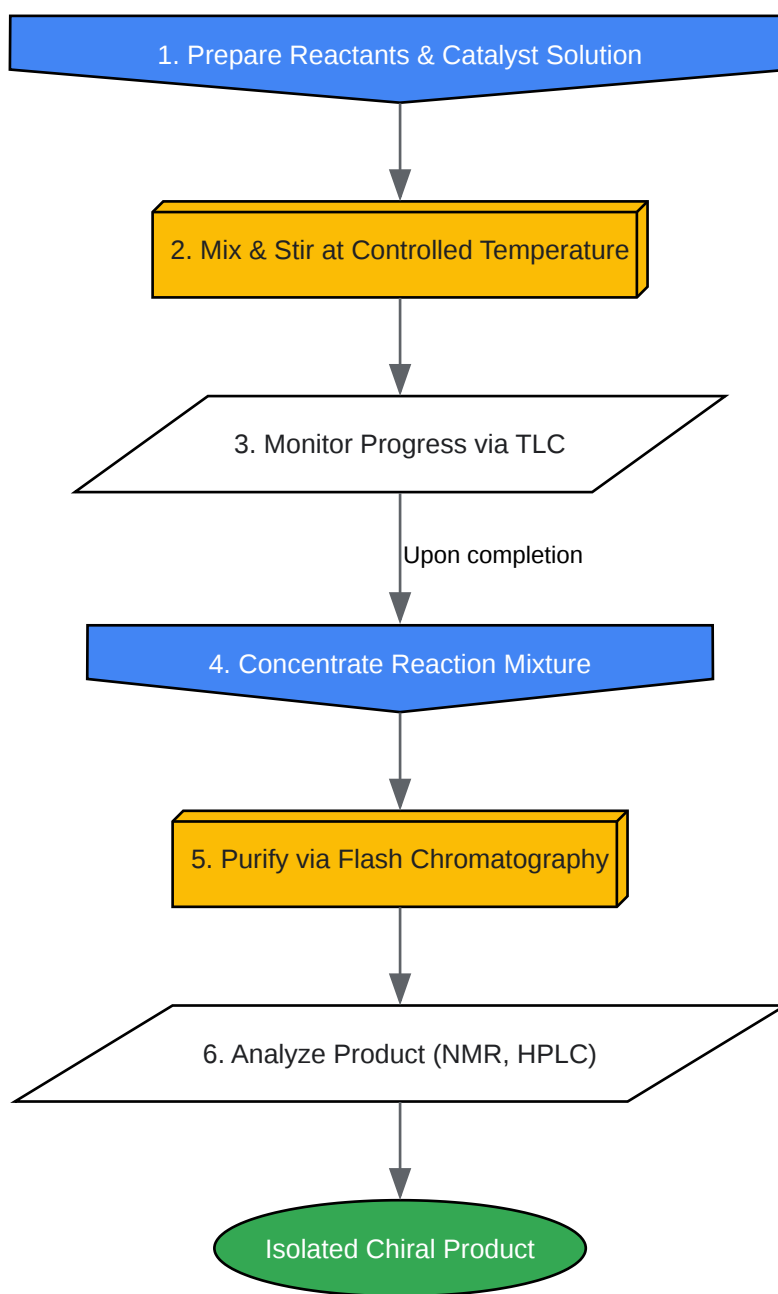 1. Prepare Reactants & Catalyst Solution
2. Mix & Stir at Controlled Temperature
3. Monitor Progress via TLC
Upon completion
4. Concentrate Reaction Mixture
5. Purify via Flash Chromatography
6. Analyze Product (NMR, HPLC)
Isolated Chiral Product